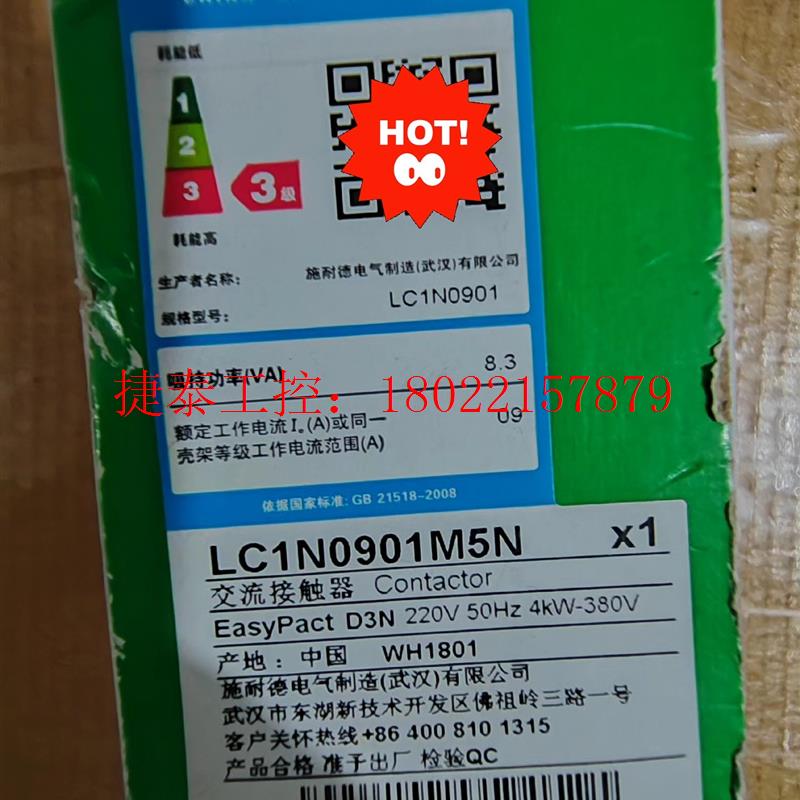 耗能低
1
2
3
3级
耗能高
HOT!
生产者名称:
施耐德电气制造(武汉)有限公司
规格型号:
LC1N0901
吸持功率(VA)
8.3
捷泰工控：18022157879
额定工作电流Iₑ(A)或同一
09
壳架等级工作电流范围(A)
依据国家标准: GB 21518-2008
LC1N0901M5N x1
交流接触器 Contactor
EasyPact D3N 220V 50Hz 4kW-380V
产地: 中国 WH1801
施耐德电气制造(武汉)有限公司
武汉市东湖新技术开发区佛祖岭三路一号
客户关怀热线+86 400 810 1315
产品合格 准予出厂 检验QC